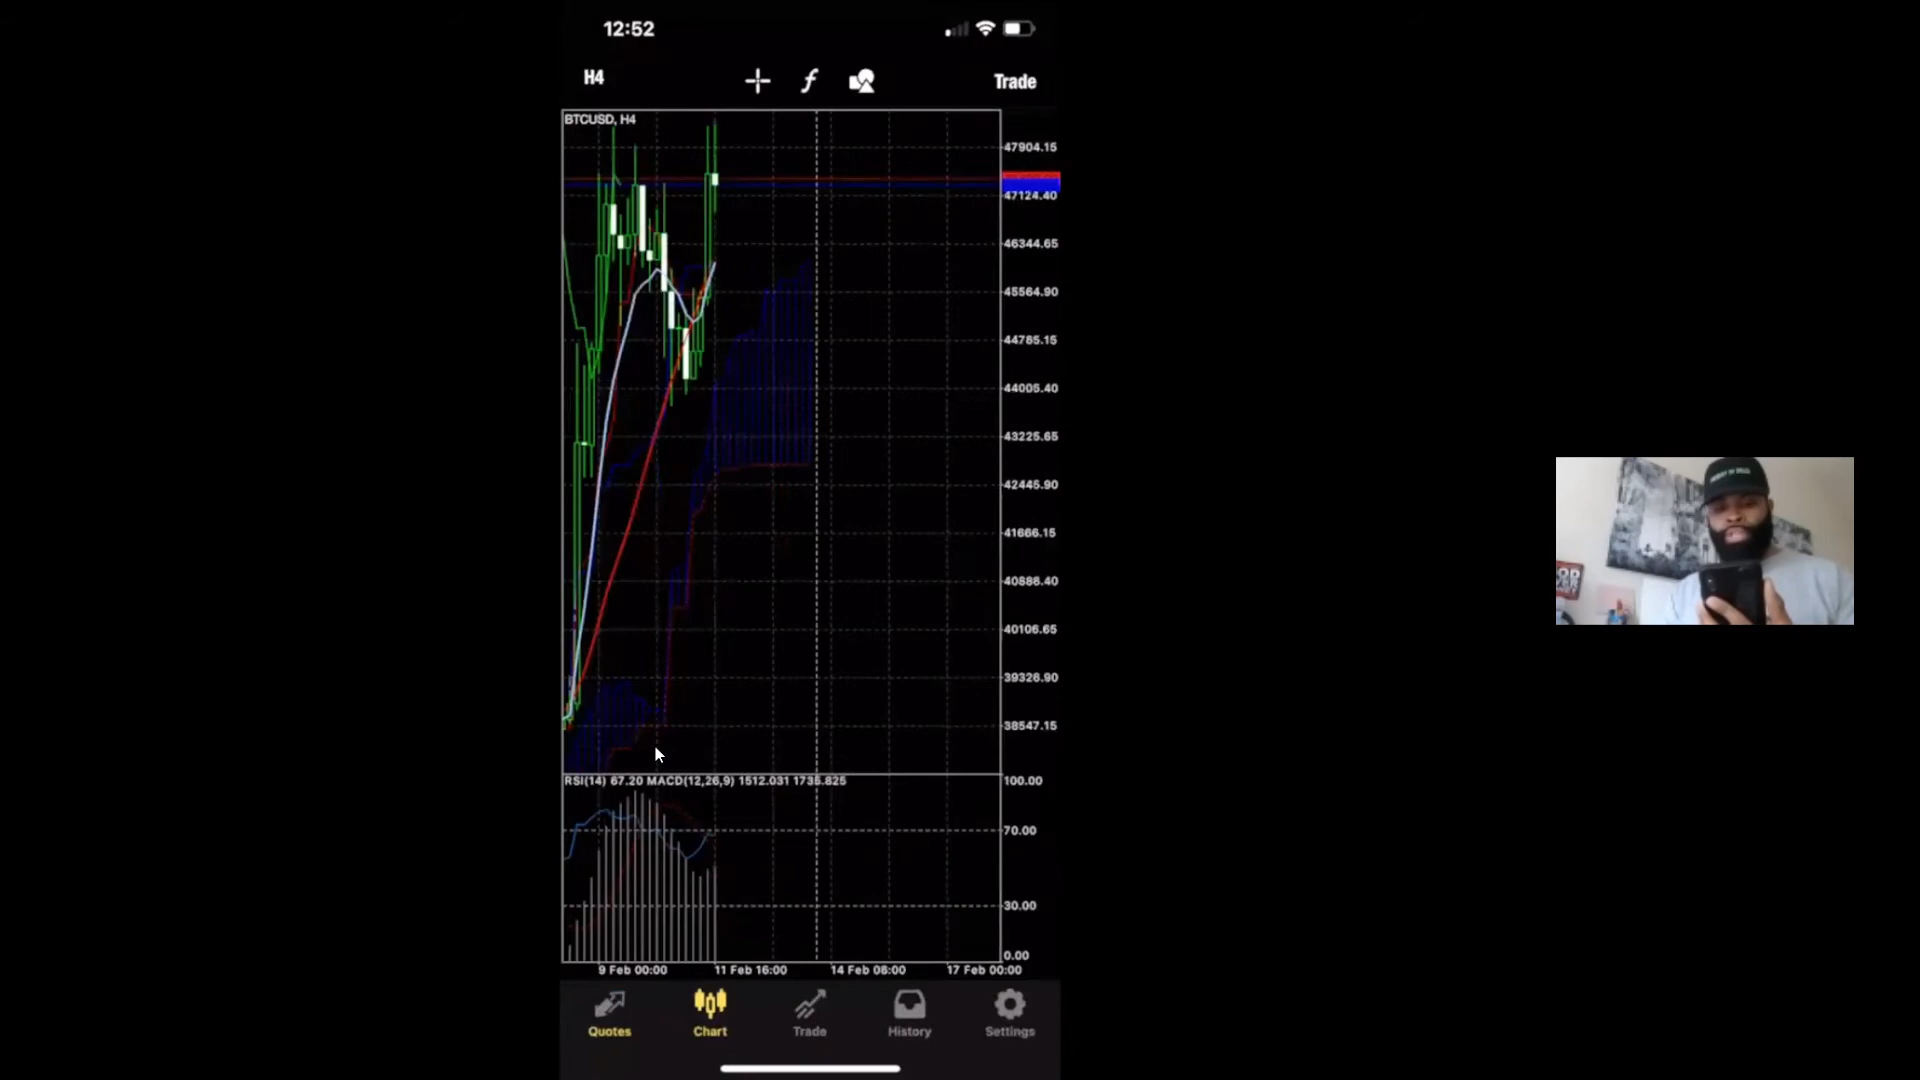 12:52
H4
f
Trade
BTCUSD, H4
47904.15
47124.40
46344.65
45564.90
44785.15
44005.40
43225.65
42445.90
41666.15
40886.40
40106.65
39326.90
38547.15
RSI(14) 67.20 MACD(12,26,9) 1512.031 1735.825
100.00
70.00
30.00
0.00
9 Feb 00:00 11 Feb 16:00 14 Feb 08:00 17 Feb 00:00
Quotes Chart Trade History Settings